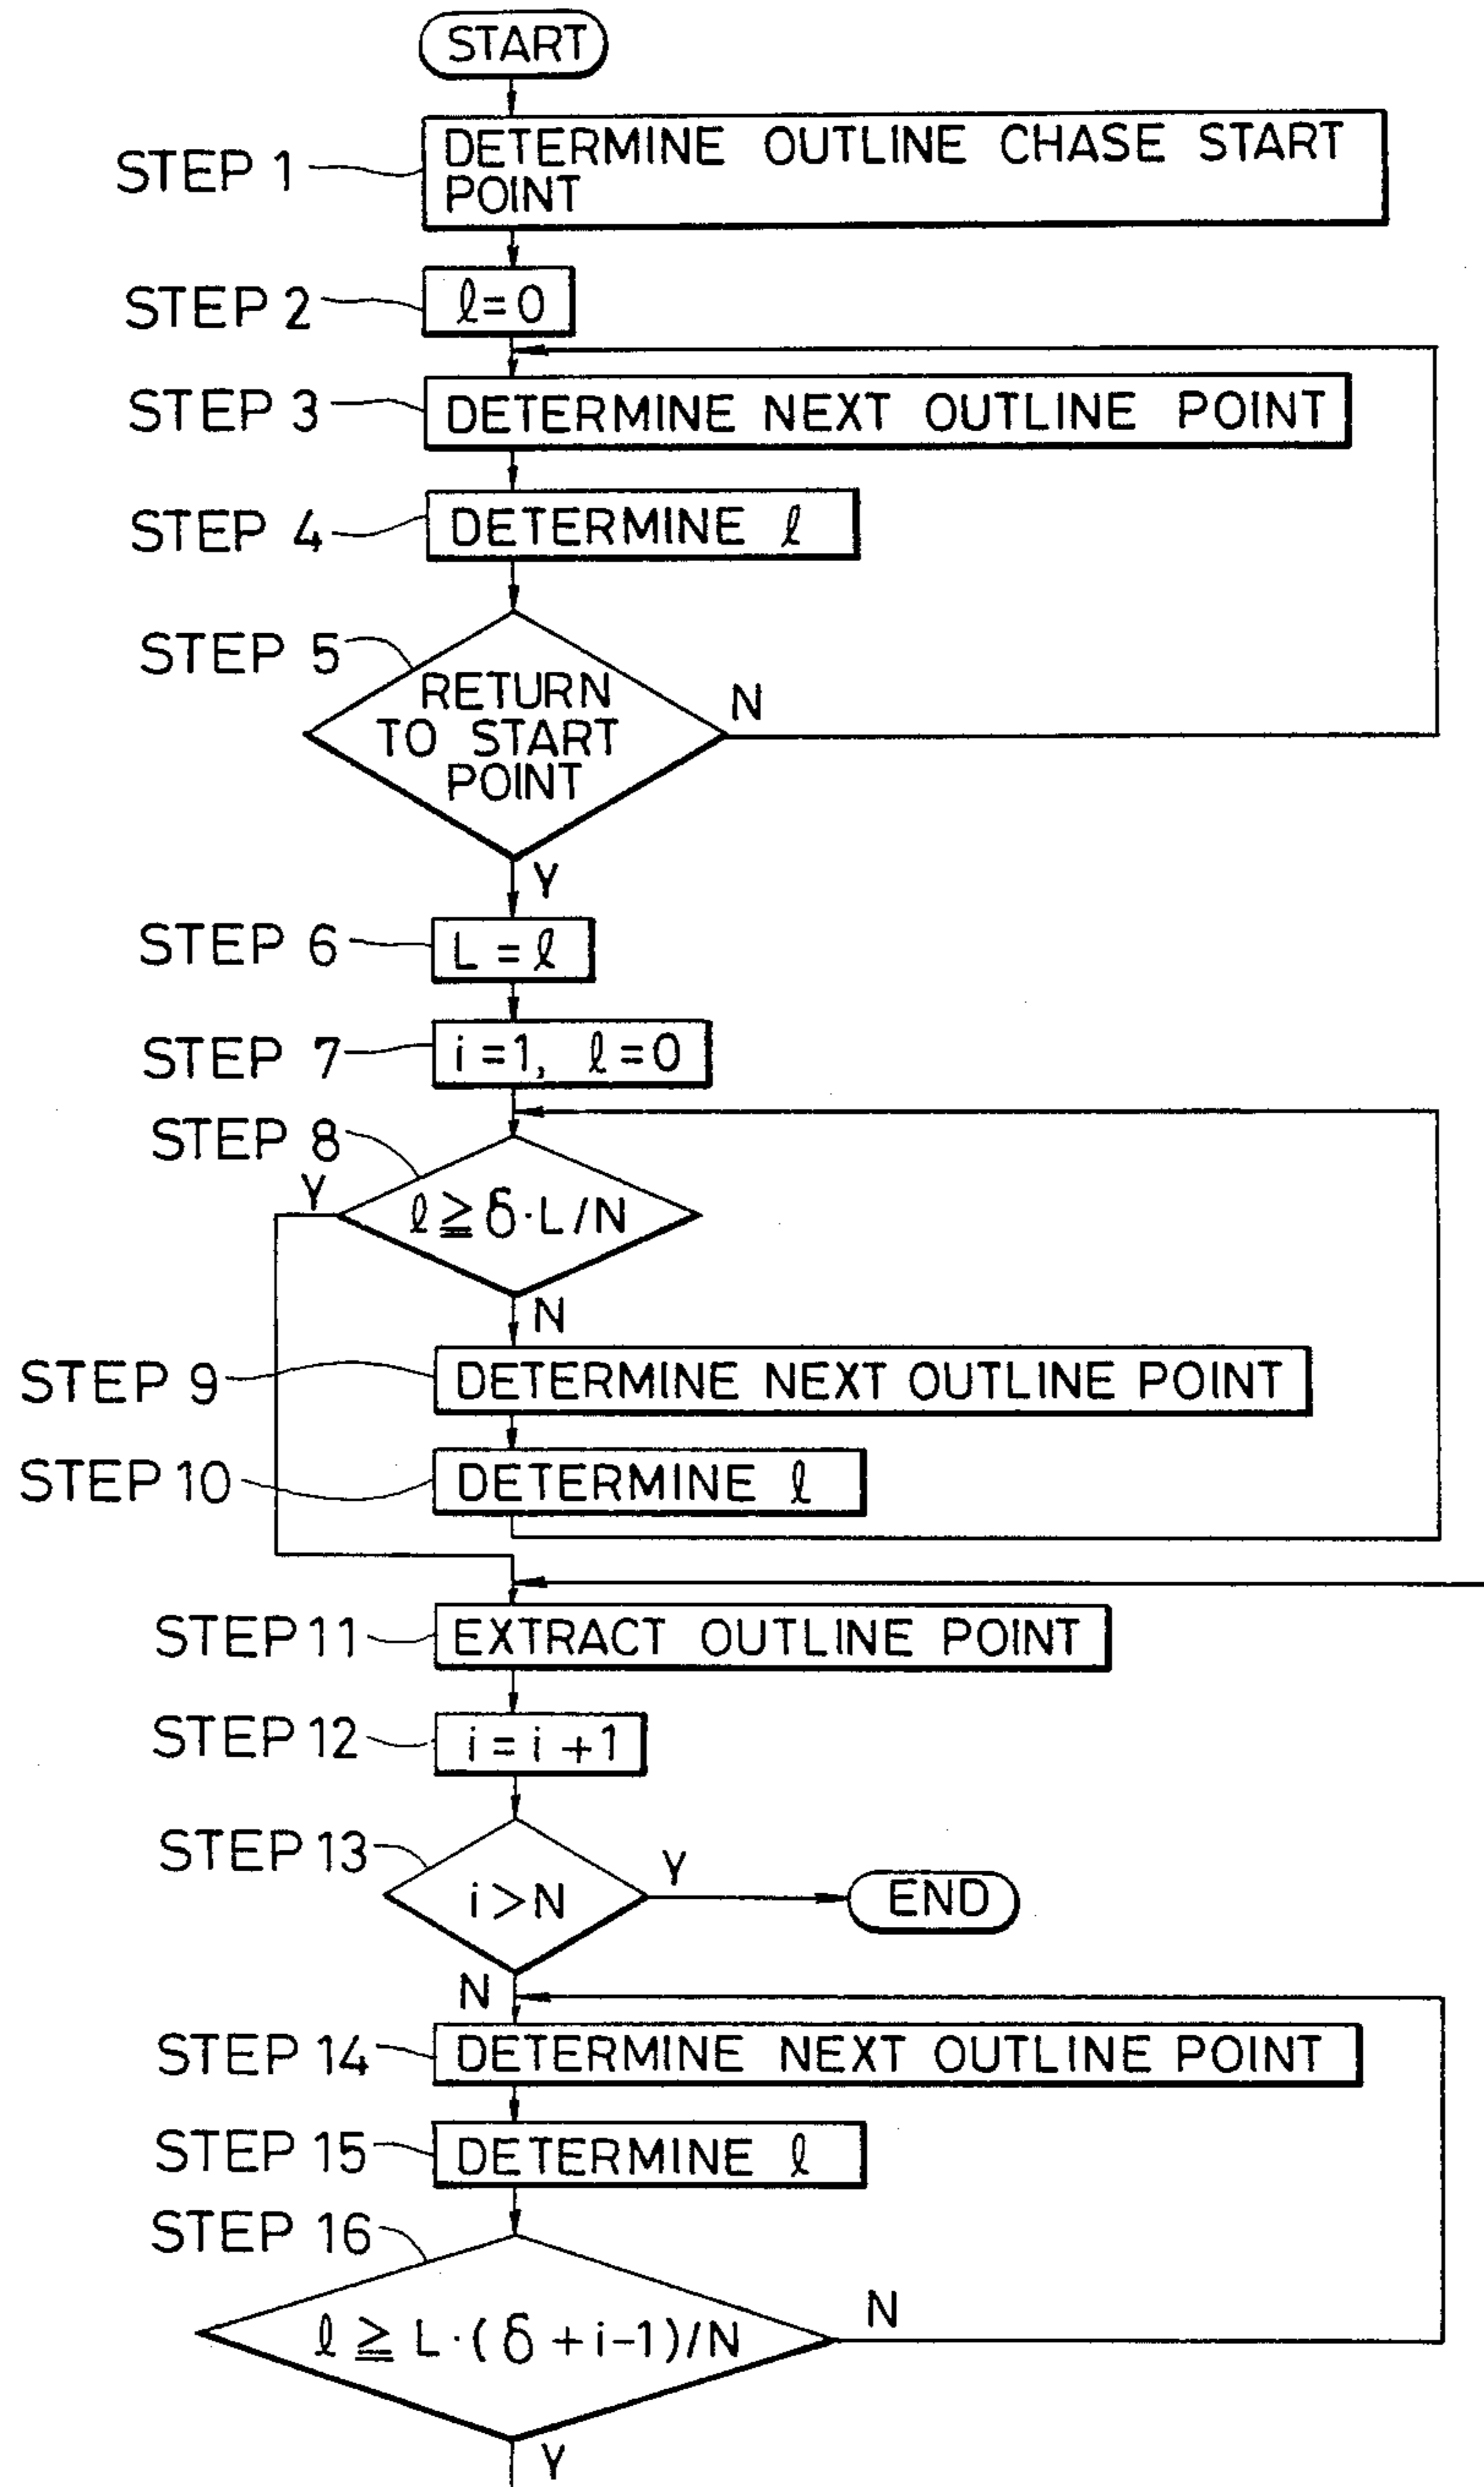 START
STEP 1
DETERMINE OUTLINE CHASE START
POINT
STEP 2
ℓ=0
STEP 3
DETERMINE NEXT OUTLINE POINT
STEP 4
DETERMINE ℓ
STEP 5
RETURN
TO START
POINT
N
Y
STEP 6
L = ℓ
STEP 7
i =1, ℓ=0
STEP 8
Y
ℓ ≧ δ·L/N
N
STEP 9
DETERMINE NEXT OUTLINE POINT
STEP 10
DETERMINE ℓ
STEP 11
EXTRACT OUTLINE POINT
STEP 12
i = i +1
STEP 13
i > N
Y
END
N
STEP 14
DETERMINE NEXT OUTLINE POINT
STEP 15
DETERMINE ℓ
STEP 16
ℓ ≧ L·(δ + i-1)/N
N
Y